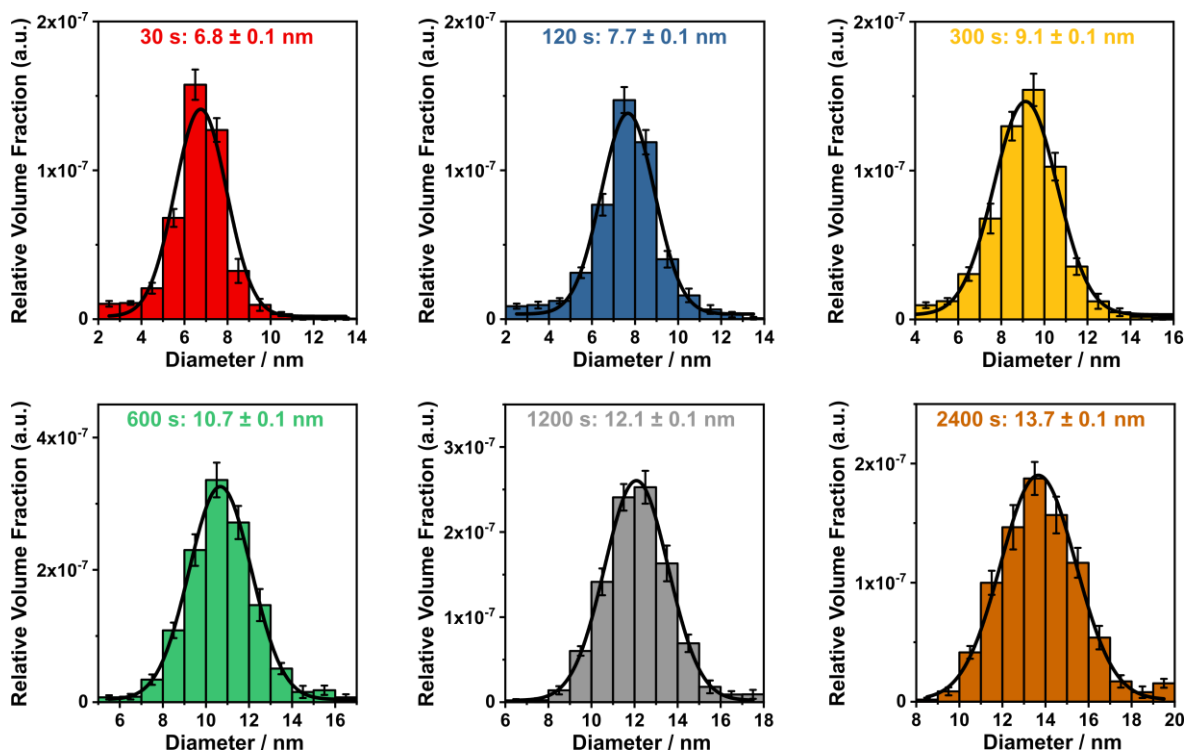 30 s: 6.8 ± 0.1 nm
Relative Volume Fraction (a.u.)
2x10⁻⁷
1x10⁻⁷
0
2 4 6 8 10 12 14
Diameter / nm
120 s: 7.7 ± 0.1 nm
Relative Volume Fraction (a.u.)
2x10⁻⁷
1x10⁻⁷
0
2 4 6 8 10 12 14
Diameter / nm
300 s: 9.1 ± 0.1 nm
Relative Volume Fraction (a.u.)
2x10⁻⁷
1x10⁻⁷
0
4 6 8 10 12 14 16
Diameter / nm
600 s: 10.7 ± 0.1 nm
Relative Volume Fraction (a.u.)
4x10⁻⁷
2x10⁻⁷
0
6 8 10 12 14 16
Diameter / nm
1200 s: 12.1 ± 0.1 nm
Relative Volume Fraction (a.u.)
3x10⁻⁷
2x10⁻⁷
1x10⁻⁷
0
6 8 10 12 14 16 18
Diameter / nm
2400 s: 13.7 ± 0.1 nm
Relative Volume Fraction (a.u.)
2x10⁻⁷
1x10⁻⁷
0
8 10 12 14 16 18 20
Diameter / nm